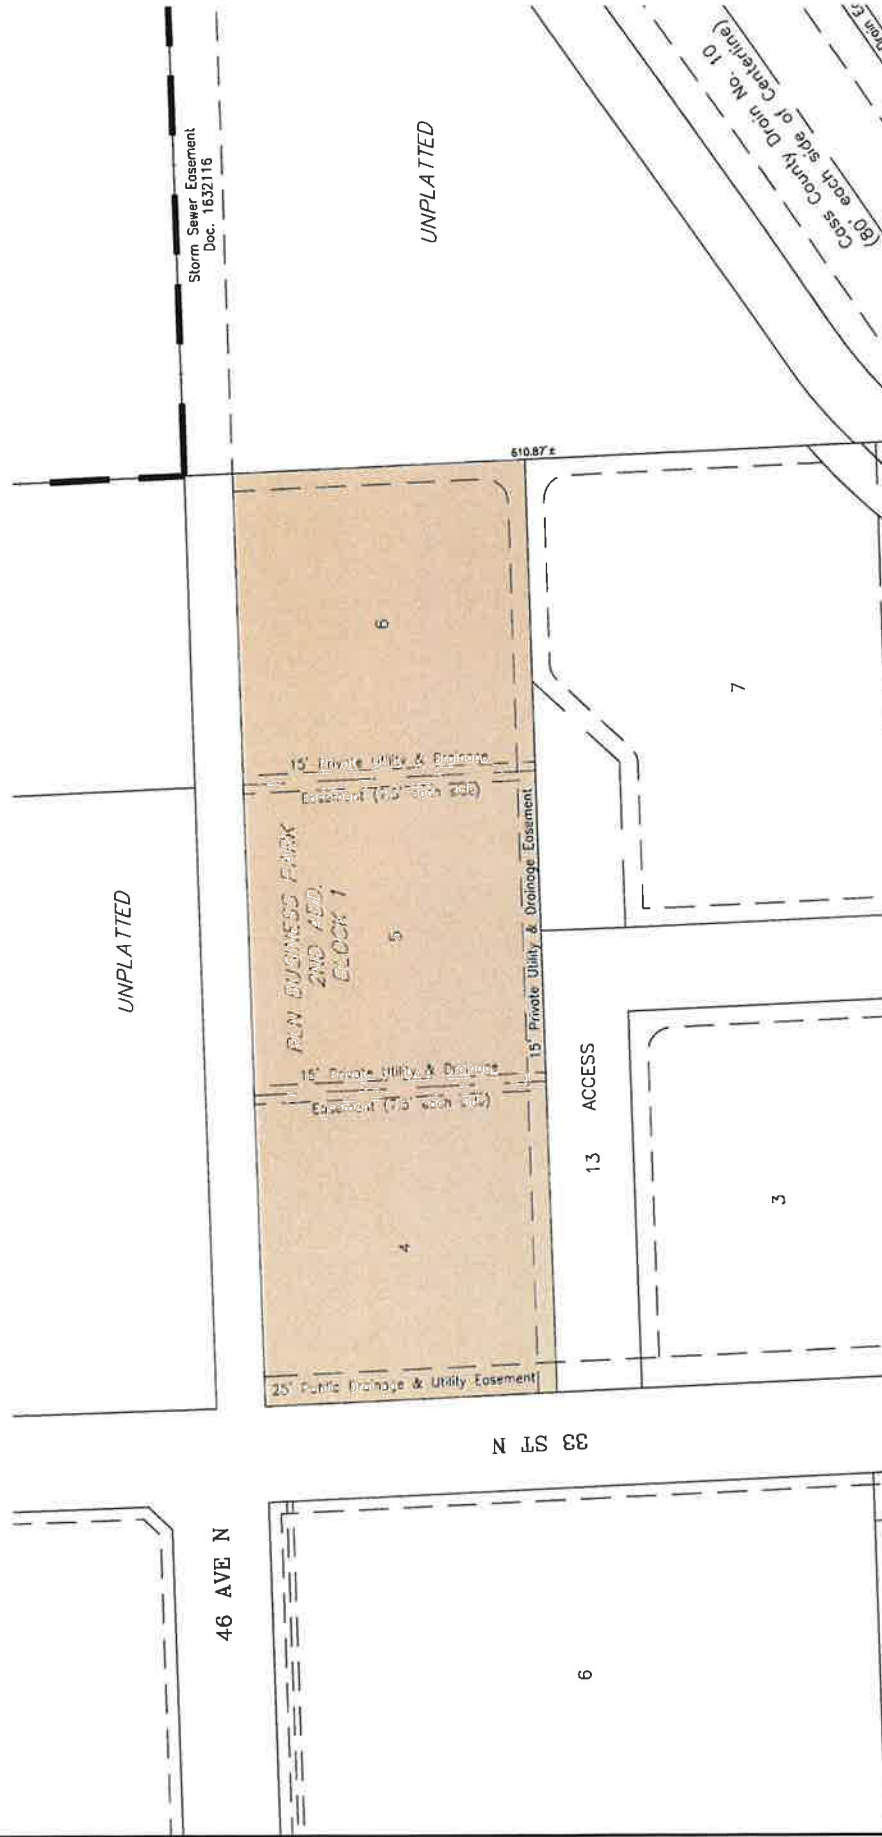 Storm Sewer Easement
Doc. 1632116
UNPLATTED
Cass County Drain No. 10
(80' each side of Centerline)
Drain
610.87'±
6
15' Private Utility & Drainage
Easement (7.5' each side)
UNPLATTED
2ND ADD.
BLOCK 1
BUSINESS PARK
5
15' Private Utility & Drainage Easement
7
15' Private Utility & Drainage
Easement (7.5' each side)
13 ACCESS
4
3
25' Public Drainage & Utility Easement
33 ST N
46 AVE N
6